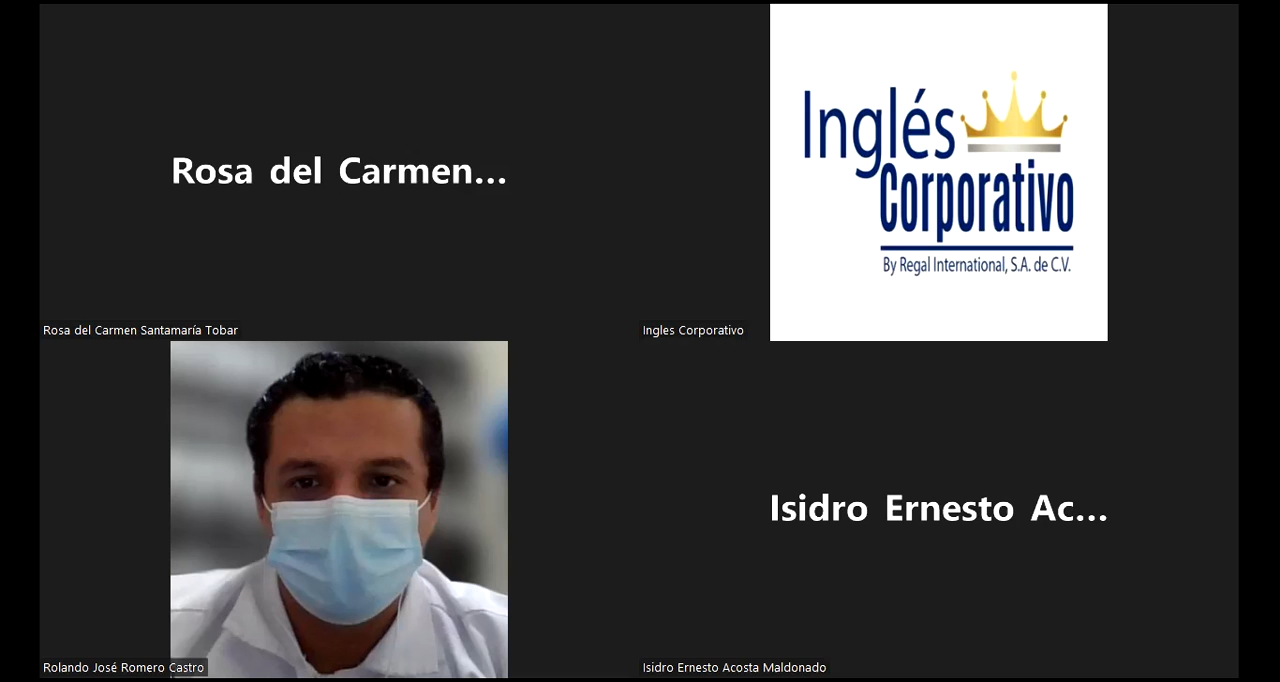 Rosa del Carmen...
Rosa del Carmen Santamaría Tobar
Inglés
Corporativo
By Regal International, S.A. de C.V.
Ingles Corporativo
Rolando José Romero Castro
Isidro Ernesto Ac...
Isidro Ernesto Acosta Maldonado